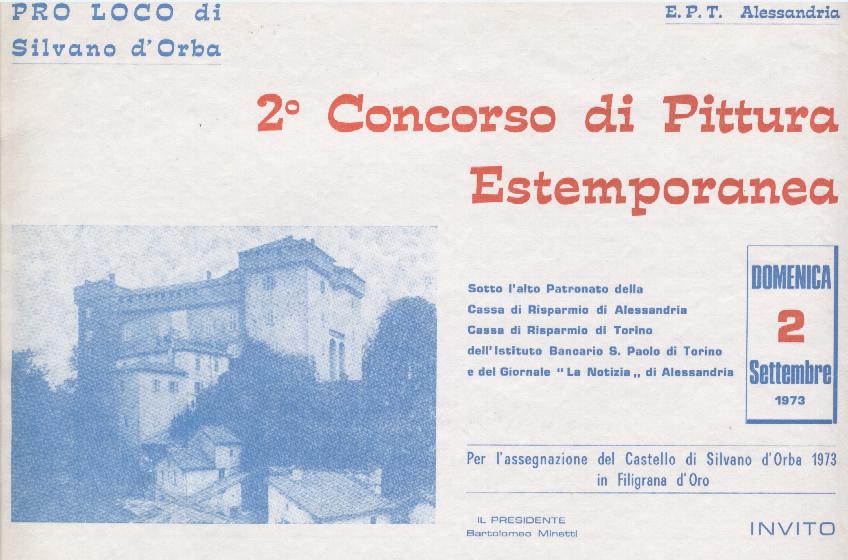 PRO LOCO di
Silvano d'Orba
E. P. T. Alessandria
2º Concorso di Pittura
Estemporanea
Sotto l'alto Patronato della
Cassa di Risparmio di Alessandria
Cassa di Risparmio di Torino
dell'Istituto Bancario S. Paolo di Torino
e del Giornale “ La Notizia „ di Alessandria
DOMENICA
2
Settembre
1973
Per l'assegnazione del Castello di Silvano d'Orba 1973
in Filigrana d'Oro
IL PRESIDENTE
Bartolomeo Minetti
INVITO